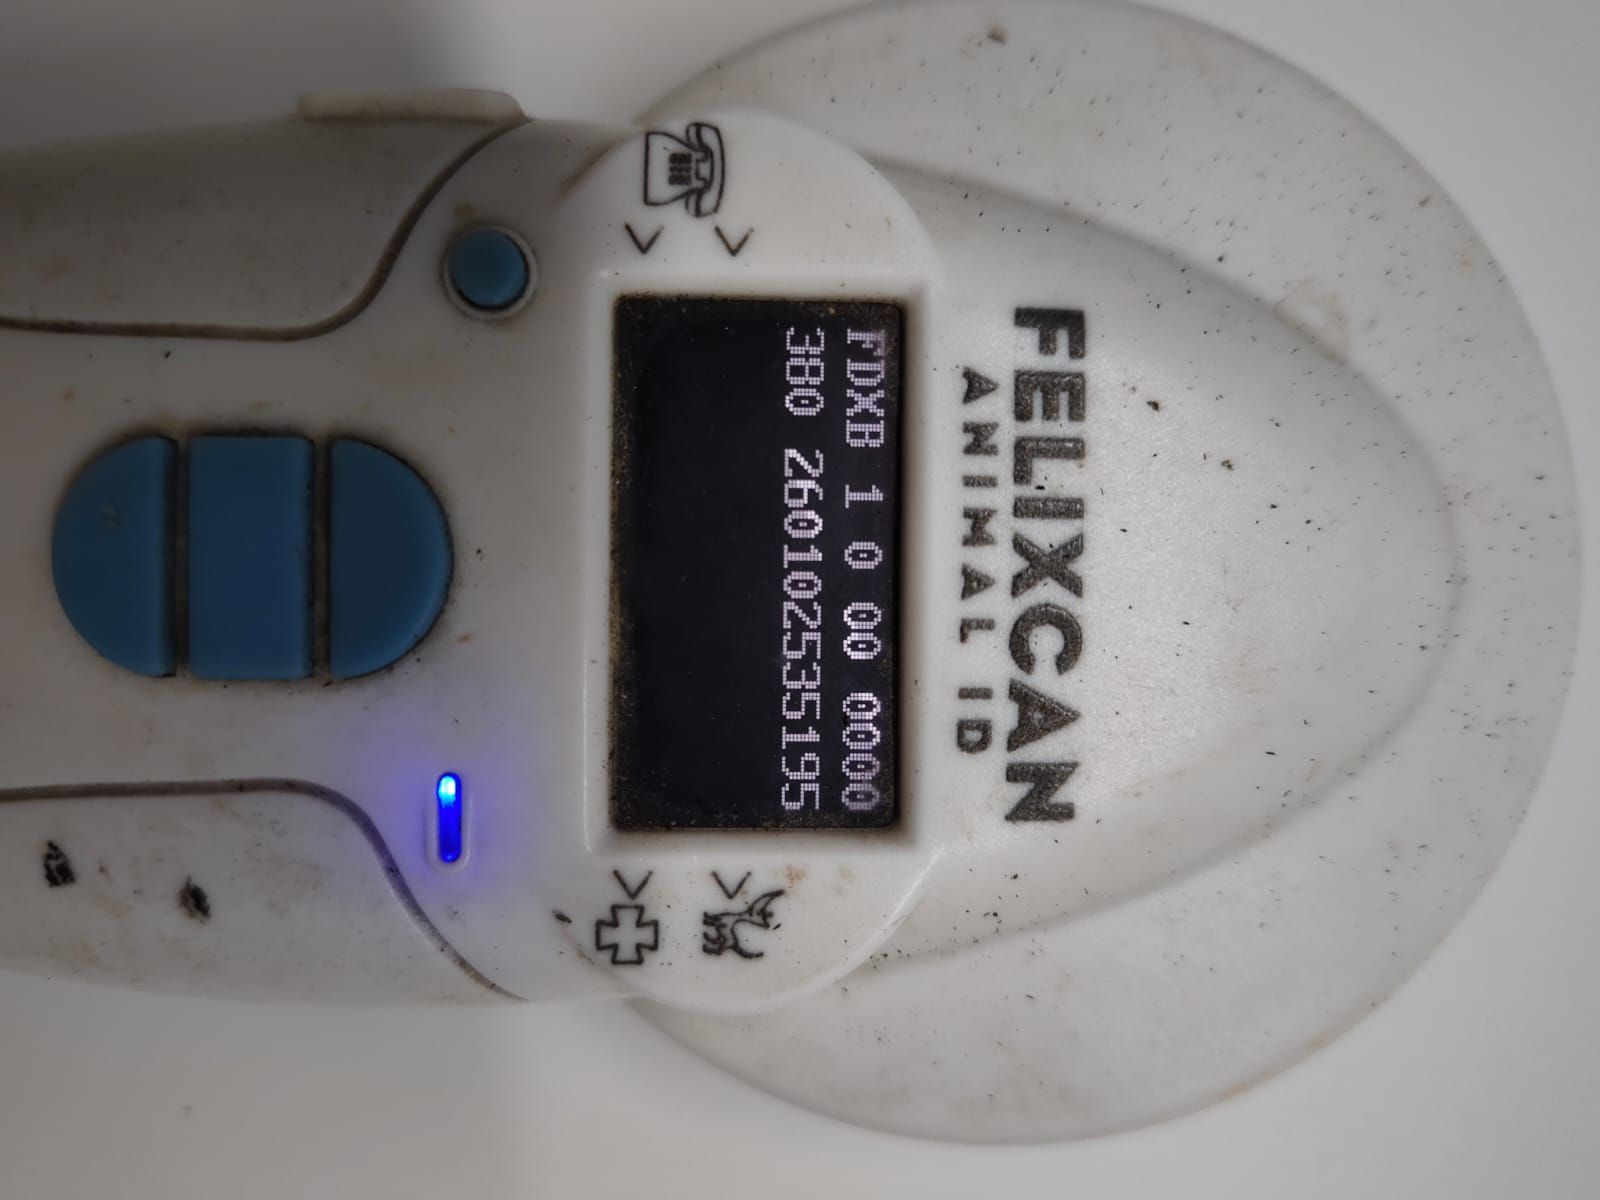 FELIXCAN
ANIMAL ID
FDXB 1 0 00 0000
380 260102535195